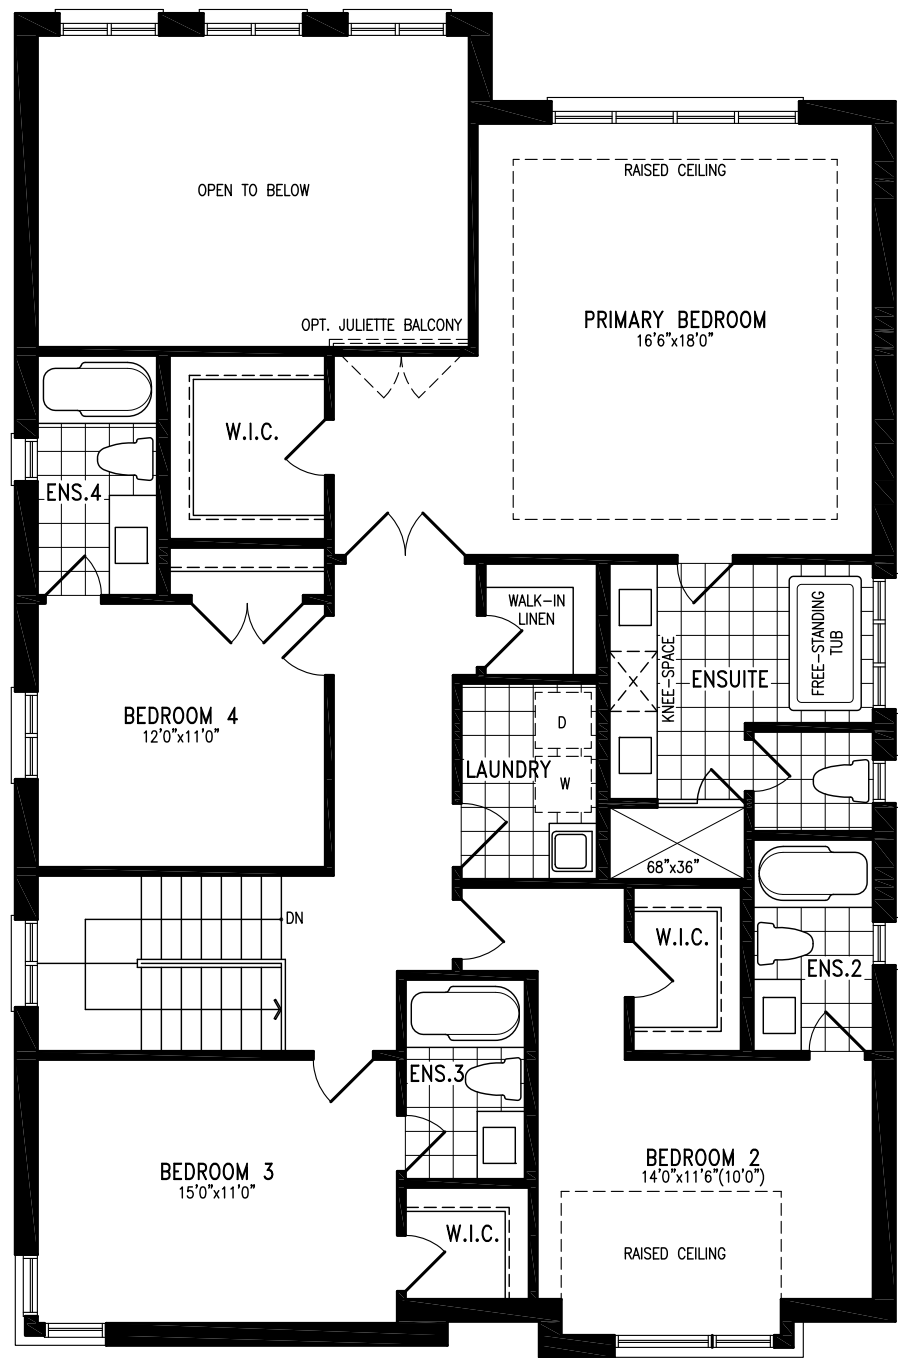 OPEN TO BELOW
RAISED CEILING
OPT. JULIETTE BALCONY
PRIMARY BEDROOM
16'6"x18'0"
W.I.C.
ENS.4
WALK-IN
LINEN
FREE-STANDING
TUB
KNEE-SPACE
ENSUITE
BEDROOM 4
12'0"x11'0"
D
LAUNDRY
W
68"x36"
DN
W.I.C.
ENS.2
ENS.3
BEDROOM 3
15'0"x11'0"
BEDROOM 2
14'0"x11'6"(10'0")
W.I.C.
RAISED CEILING